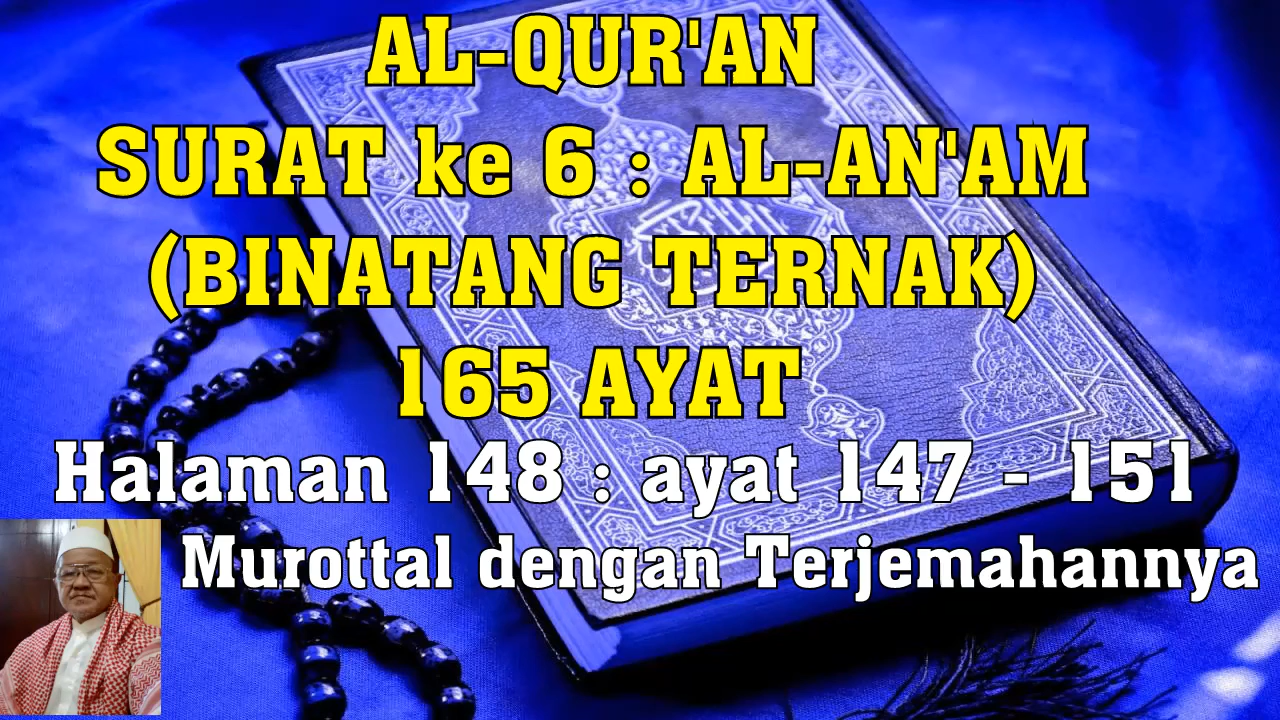 AL-QUR'AN
SURAT ke 6 : AL-AN'AM
(BINATANG TERNAK)
165 AYAT
Halaman 148 : ayat 147 - 151
Murottal dengan Terjemahannya